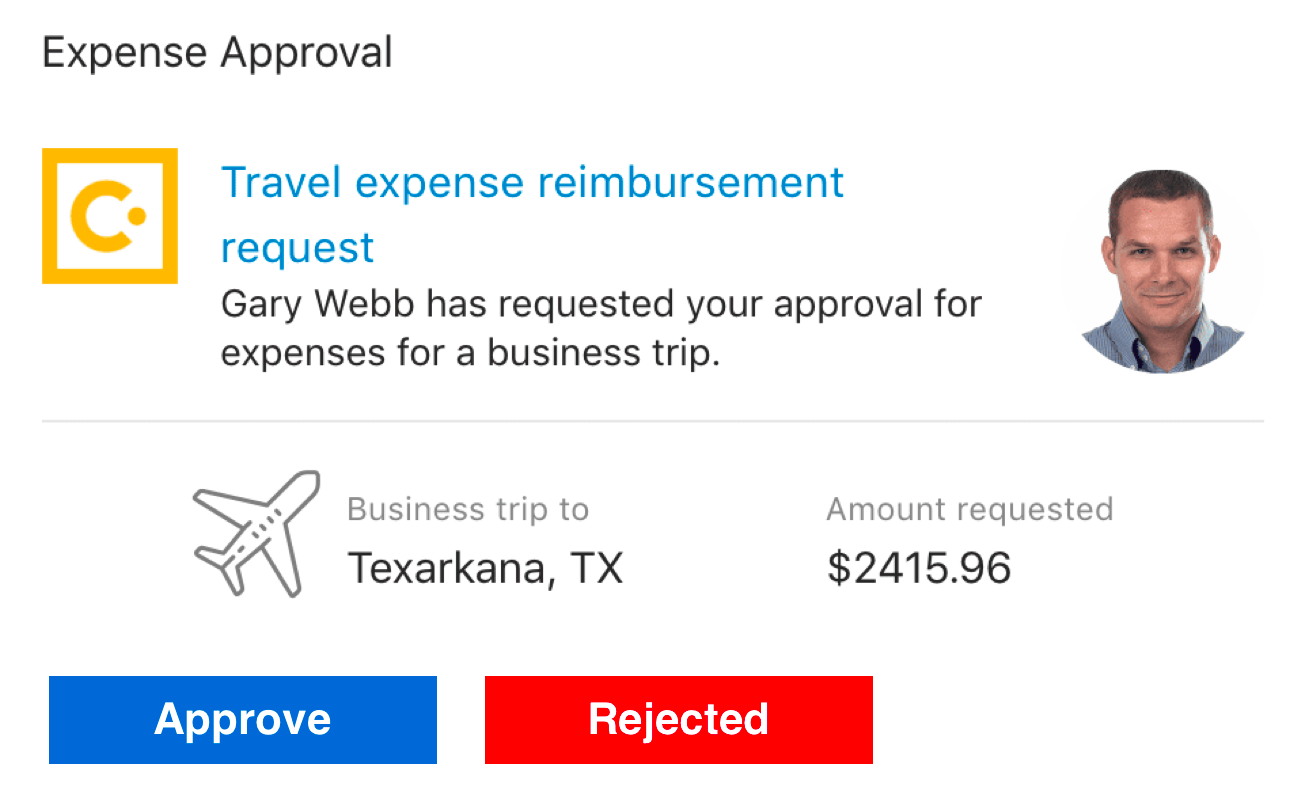 Expense Approval
Travel expense reimbursement
request
Gary Webb has requested your approval for
expenses for a business trip.
Business trip to
Amount requested
Texarkana, TX
$2415.96
Approve
Rejected